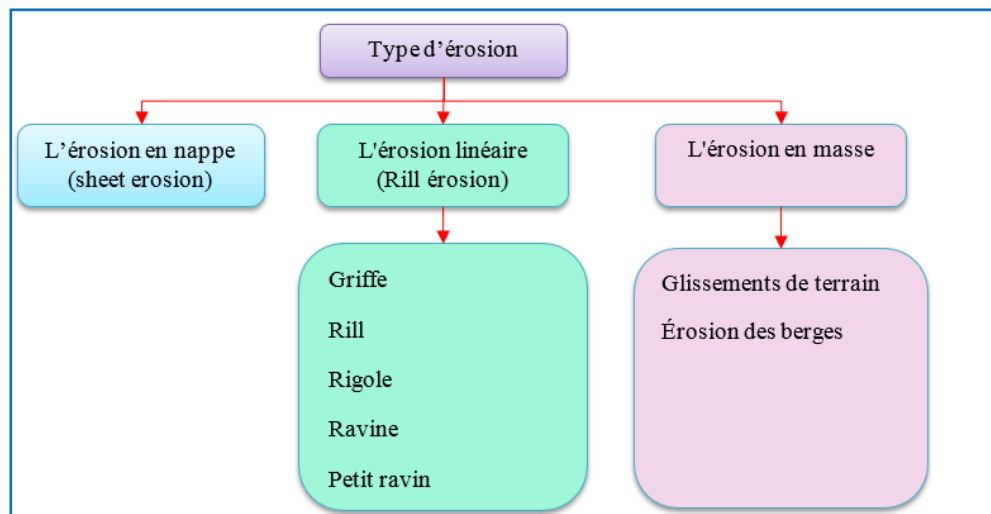 Type d’érosion
L’érosion en nappe
(sheet erosion)
L'érosion linéaire
(Rill érosion)
L'érosion en masse
Griffe
Rill
Rigole
Ravine
Petit ravin
Glissements de terrain
Érosion des berges